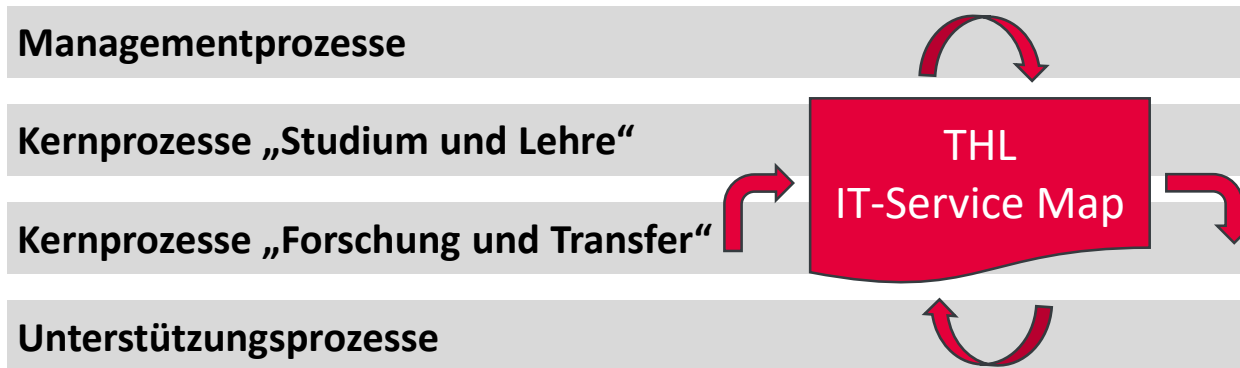 Managementprozesse
Kernprozesse „Studium und Lehre“
Kernprozesse „Forschung und Transfer“
Unterstützungsprozesse
THL
IT-Service Map